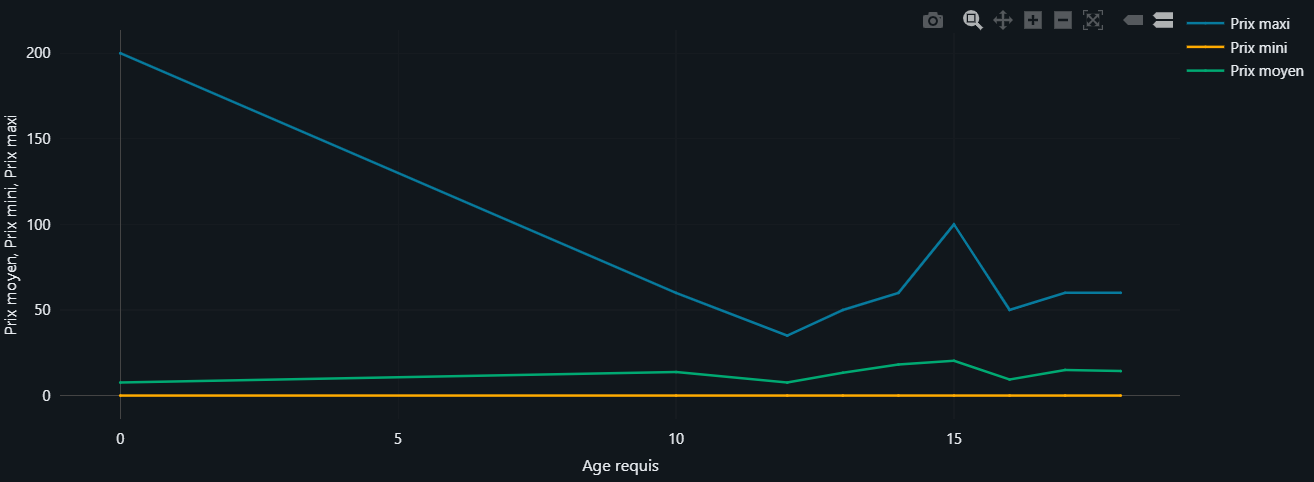 Prix maxi
Prix mini
Prix moyen
Prix moyen, Prix mini, Prix maxi
200
150
100
50
0
0
5
10
15
Age requis